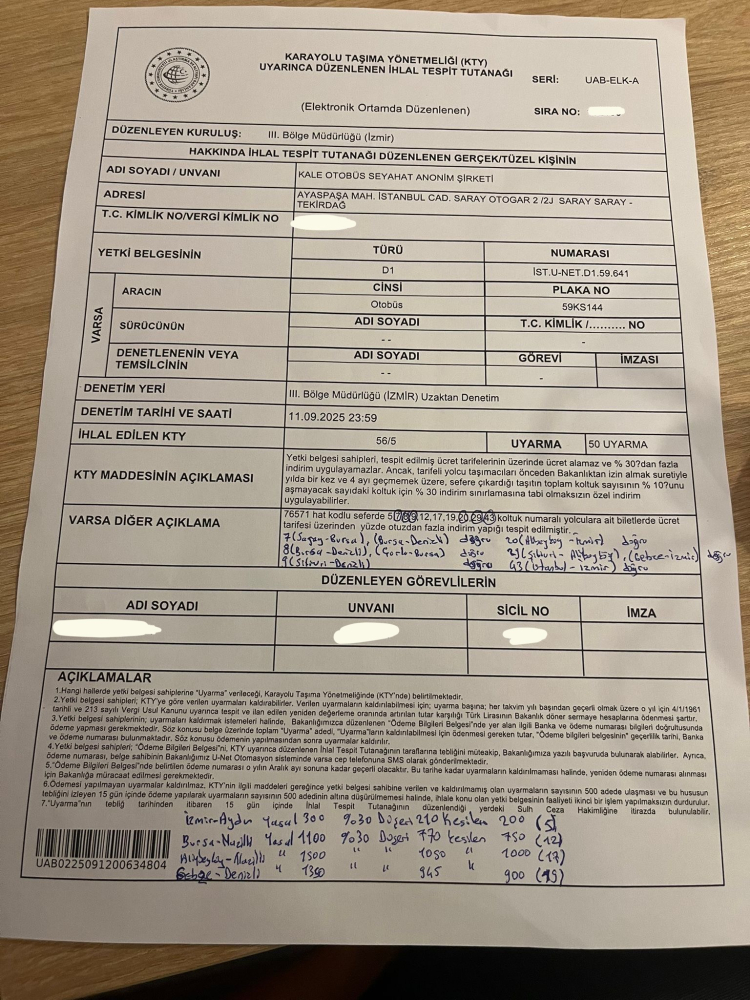 KARAYOLU TAŞIMA YÖNETMELİĞİ (KTY)
UYARINCA DÜZENLENEN İHLAL TESPİT TUTANAĞI
SERİ: UAB-ELK-A
(Elektronik Ortamda Düzenlenen)
SIRA NO:
DÜZENLEYEN KURULUŞ: III. Bölge Müdürlüğü (İzmir)
HAKKINDA İHLAL TESPİT TUTANAĞI DÜZENLENEN GERÇEK/TÜZEL KİŞİNİN
ADI SOYADI / UNVANI KALE OTOBÜS SEYAHAT ANONİM ŞİRKETİ
ADRESİ AYASPAŞA MAH. İSTANBUL CAD. SARAY OTOGAR 2 /2J SARAY SARAY -
TEKİRDAĞ
T.C. KİMLİK NO/VERGİ KİMLİK NO
YETKİ BELGESİNİN TÜRÜ NUMARASI
D1 İST.U-NET.D1.59.641
VARSA
ARACIN CİNSİ PLAKA NO
Otobüs 59KS144
SÜRÜCÜNÜN ADI SOYADI T.C. KİMLİK /.......... NO
-- -
DENETLENENİN VEYA
TEMSİLCİNİN ADI SOYADI GÖREVİ İMZASI
-- -
DENETİM YERİ III. Bölge Müdürlüğü (İZMİR) Uzaktan Denetim
DENETİM TARİHİ VE SAATİ 11.09.2025 23:59
İHLAL EDİLEN KTY 56/5 UYARMA 50 UYARMA
KTY MADDESİNİN AÇIKLAMASI
Yetki belgesi sahipleri, tespit edilmiş ücret tarifelerinin üzerinde ücret alamaz ve % 30?dan fazla
indirim uygulayamazlar. Ancak, tarifeli yolcu taşımacıları önceden Bakanlıktan izin almak suretiyle
yılda bir kez ve 4 ayı geçmemek üzere, sefere çıkardığı taşıtın toplam koltuk sayısının % 10?unu
aşmayacak sayıdaki koltuk için % 30 indirim sınırlamasına tabi olmaksızın özel indirim
uygulayabilirler.
VARSA DİĞER AÇIKLAMA
76571 hat kodlu seferde 5,7,8,9,12,17,19,20,29,43 koltuk numaralı yolculara ait biletlerde ücret
tarifesi üzerinden yüzde otuzdan fazla indirim yapığı tespit edilmiştir.
7 (Saray-Bursa), (Bursa-Denizli) doğru 20 (Alibeyköy-İzmir) doğru
8 (Bursa-Denizli), (Çorlu-Bursa) doğru 29 (Silivri-Alibeyköy), (Gebze-İzmir) doğru
9 (Silivri-Denizli) doğru 43 (İstanbul-İzmir) doğru
DÜZENLEYEN GÖREVLİLERİN
ADI SOYADI UNVANI SİCİL NO İMZA
AÇIKLAMALAR
1.Hangi hallerde yetki belgesi sahiplerine "Uyarma" verileceği, Karayolu Taşıma Yönetmeliğinde (KTY'nde) belirtilmektedir.
2.Yetki belgesi sahipleri; KTY'ye göre verilen uyarmaları kaldırabilirler. Verilen uyarmaların kaldırılabilmesi için; uyarma başına; her takvim yılı başından geçerli olmak üzere o yıl için 4/1/1961
tarihli ve 213 sayılı Vergi Usul Kanunu uyarınca tespit ve ilan edilen yeniden değerleme oranında artırılan tutar karşılığı Türk Lirasının Bakanlık döner sermaye hesaplarına ödenmesi şarttır.
3.Yetki belgesi sahiplerinin; uyarmaları kaldırmak istemeleri halinde, Bakanlığımızca düzenlenen "Ödeme Bilgileri Belgesi"nde yer alan ilgili Banka ve ödeme numarası bilgileri doğrultusunda
ödeme yapması gerekmektedir. Söz konusu belge üzerinde toplam "Uyarma" adedi, "Uyarma"ların kaldırılabilmesi için ödenmesi gereken tutar, "Ödeme bilgileri belgesinin" geçerlilik tarihi, Banka
ve ödeme numarası bulunmaktadır. Söz konusu ödemenin yapılmasından sonra uyarmalar kaldırılır.
4.Yetki belgesi sahipleri; "Ödeme Bilgileri Belgesi"ni, KTY uyarınca düzenlenen İhlal Tespit Tutanağının taraflarına tebliğini müteakip, Bakanlığımıza yazılı başvuruda bulunarak alabilirler. Ayrıca,
ödeme numarası, belge sahibinin Bakanlığımız U-Net Otomasyon sisteminde varsa cep telefonuna SMS olarak gönderilmektedir.
5."Ödeme Bilgileri Belgesi"nde belirtilen ödeme numarası o yılın Aralık ayı sonuna kadar geçerli olacaktır. Bu tarihe kadar uyarmaların kaldırılmaması halinde, yeniden ödeme numarası alınması
için Bakanlığa müracaat edilmesi gerekmektedir.
6.Ödemesi yapılmayan uyarmalar kaldırılmaz, KTY'nin ilgili maddeleri gereğince yetki belgesi sahibine verilen ve kaldırılmamış olan uyarmaların sayısının 500 adede ulaşması ve bu hususun
tebliğini izleyen 15 gün içinde ödeme yapılarak uyarmaların sayısının 500 adedinin altına düşürülmemesi halinde, ihlale konu olan yetki belgesinin faaliyeti ikinci bir işlem yapılmaksızın durdurulur.
7."Uyarma"nın tebliğ tarihinden itibaren 15 gün içinde İhlal Tespit Tutanağının düzenlendiği yerdeki Sulh Ceza Hakimliğine itirazda bulunulabilir.
İzmir-Aydın Yasal 300 %30 Düşeri 210 Kesilen 200 (5)
Bursa-Nazilli Yasal 1100 %30 Düşeri 770 kesilen 750 (12)
Alibeyköy-Nazilli " 1500 " " 1050 " 1000 (17)
Gebze-Denizli " 1350 " " 945 " 900 (19)
UAB0225091200634804